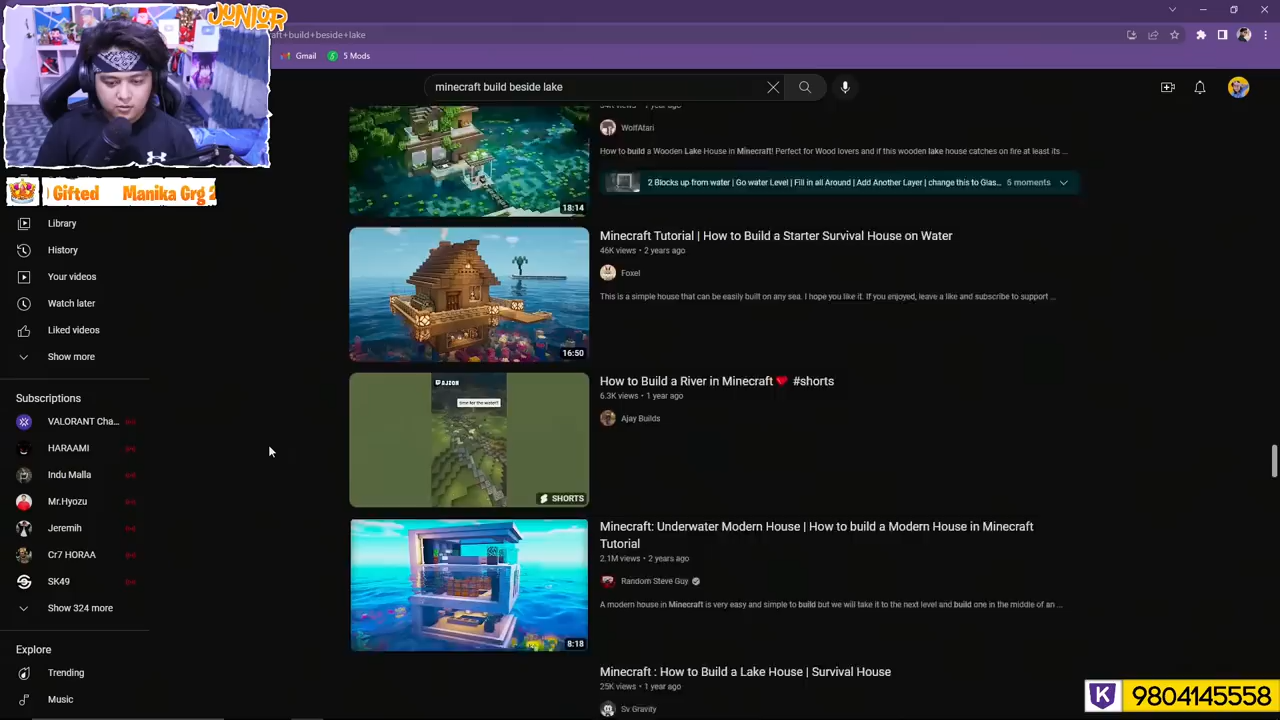 JUNIOR
aft+build+beside+lake
Gmail
5 Mods
minecraft build beside lake
54K views • 1 year ago
WolfAtari
How to build a Wooden Lake House in Minecraft! Perfect for Wood lovers and if this wooden lake house catches on fire at least its ...
2 Blocks up from water | Go water Level | Fill in all Around | Add Another Layer | change this to Glas...
5 moments
18:14
Gifted Manika Grg 2
Library
History
Your videos
Watch later
Liked videos
Show more
Subscriptions
VALORANT Cha...
HARAAMI
Indu Malla
Mr.Hyozu
Jeremih
Cr7 HORAA
SK49
Show 324 more
Explore
Trending
Music
Minecraft Tutorial | How to Build a Starter Survival House on Water
46K views • 2 years ago
Foxel
This is a simple house that can be easily built on any sea. I hope you like it. If you enjoyed, leave a like and subscribe to support ...
16:50
How to Build a River in Minecraft❤️ #shorts
6.3K views • 1 year ago
Ajay Builds
time for the water!!
SHORTS
Minecraft: Underwater Modern House | How to build a Modern House in Minecraft
Tutorial
2.1M views • 2 years ago
Random Steve Guy
A modern house in Minecraft is very easy and simple to build but we will take it to the next level and build one in the middle of an ...
8:18
Minecraft : How to Build a Lake House | Survival House
25K views • 1 year ago
Sv Gravity
K 9804145558